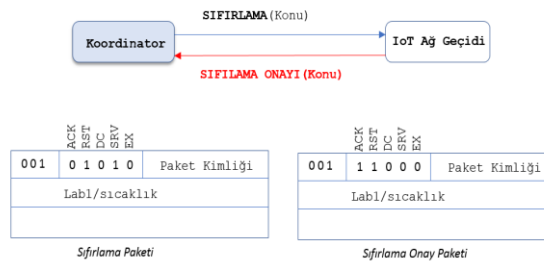 SIFIRLAMA(Konu)
Koordinator
IoT Ağ Geçidi
SIFILAMA ONAYI(Konu)
ACK RST DC SRV EX
001 0 1 0 1 0 Paket Kimliği
Lab1/sıcaklık
Sıfırlama Paketi
ACK RST DC SRV EX
001 1 1 0 0 0 Paket Kimliği
Lab1/sıcaklık
Sıfırlama Onay Paketi